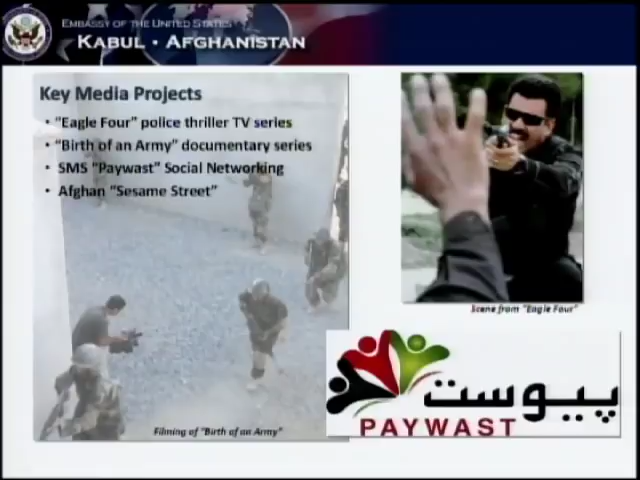 EMBASSY OF THE UNITED STATES
KABUL • AFGHANISTAN
Key Media Projects
• "Eagle Four" police thriller TV series
• "Birth of an Army" documentary series
• SMS "Paywast" Social Networking
• Afghan "Sesame Street"
Scene from "Eagle Four"
پیوست
PAYWAST
Filming of "Birth of an Army"